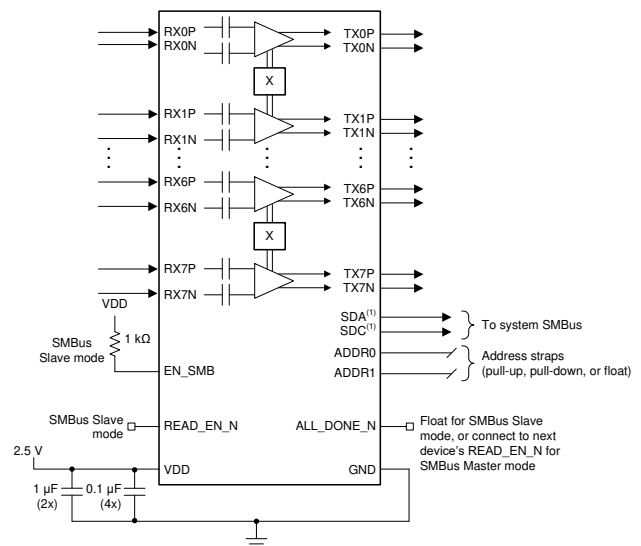 RX0P TX0P
RX0N TX0N
X
RX1P TX1P
RX1N TX1N
RX6P TX6P
RX6N TX6N
X
RX7P TX7P
RX7N TX7N
VDD
SMBus
Slave mode
1 kΩ
EN_SMB
SDA(1)
SDC(1)
To system SMBus
ADDR0
ADDR1
Address straps
(pull-up, pull-down, or float)
SMBus Slave
mode
READ_EN_N
ALL_DONE_N
Float for SMBus Slave
mode, or connect to next
device's READ_EN_N for
SMBus Master mode
2.5 V
VDD
GND
1 µF
(2x)
0.1 µF
(4x)